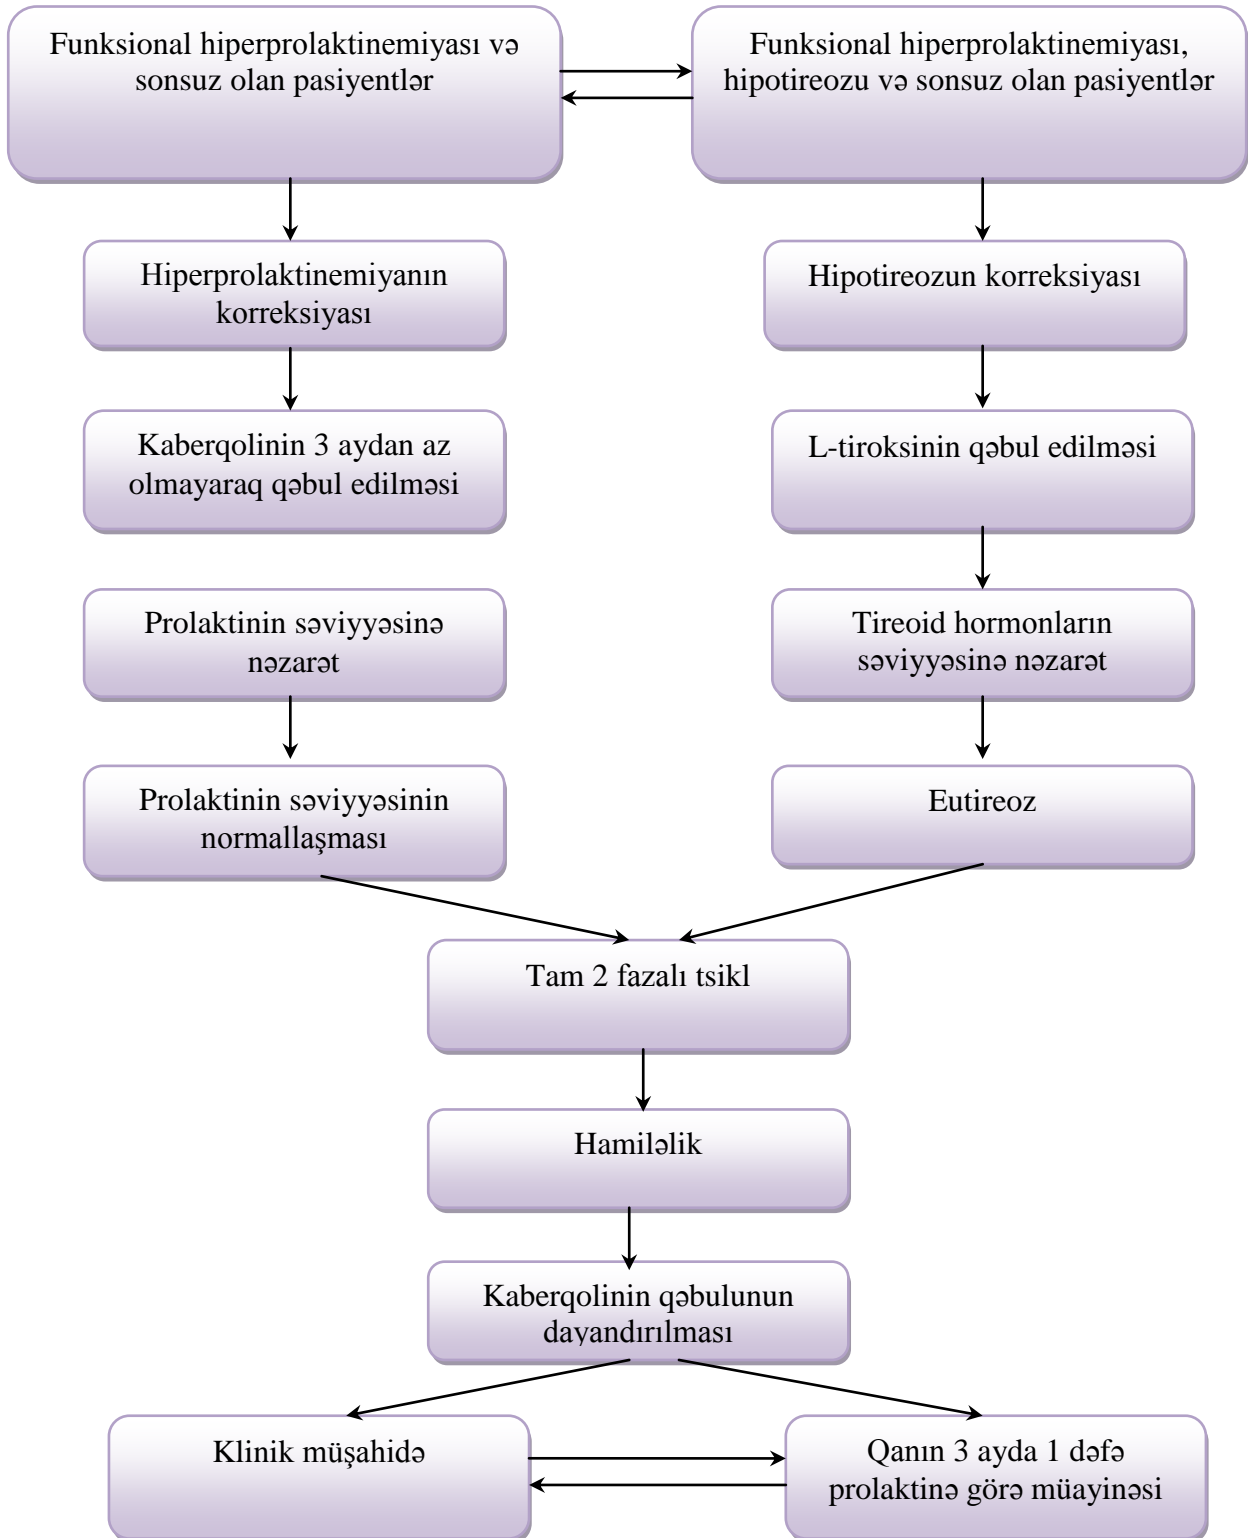 Funksional hiperprolaktinemiyası və
sonsuz olan pasiyentlər
Funksional hiperprolaktinemiyası,
hipotireozu və sonsuz olan pasiyentlər
Hiperprolaktinemiyanın
korreksiyası
Hipotireozun korreksiyası
Kaberqolinin 3 aydan az
olmayaraq qəbul edilməsi
L-tiroksinin qəbul edilməsi
Prolaktinin səviyyəsinə
nəzarət
Tireoid hormonların
səviyyəsinə nəzarət
Prolaktinin səviyyəsinin
normallaşması
Eutireoz
Tam 2 fazalı tsikl
Hamiləlik
Kaberqolinin qəbulunun
dayandırılması
Klinik müşahidə
Qanın 3 ayda 1 dəfə
prolaktinə görə müayinəsi